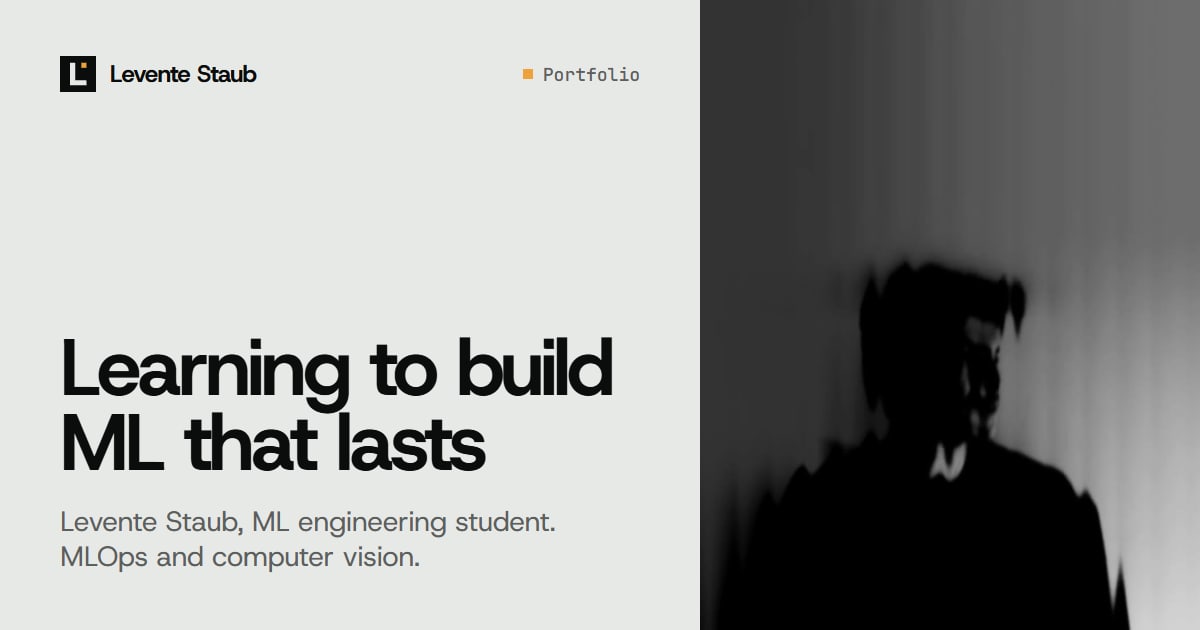 Levente Staub
Portfolio
Learning to build
ML that lasts
Levente Staub, ML engineering student.
MLOps and computer vision.